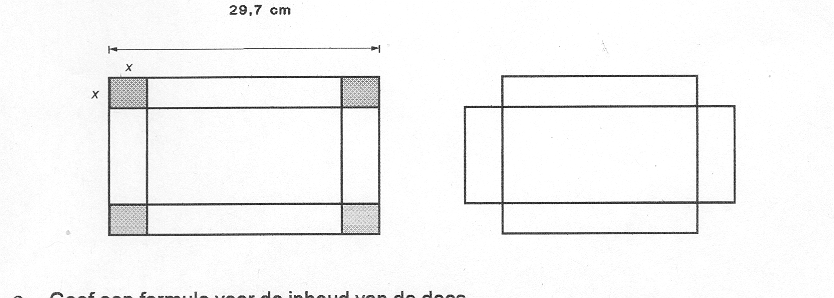 29,7 cm
x
x
Geef een formule voor de inhoud van de doos